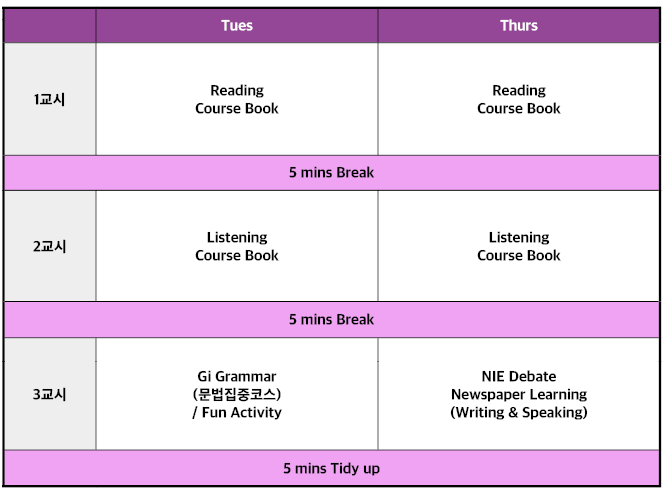 Tues
Thurs
1교시
Reading
Course Book
Reading
Course Book
5 mins Break
2교시
Listening
Course Book
Listening
Course Book
5 mins Break
3교시
Gi Grammar
(문법집중코스)
/ Fun Activity
NIE Debate
Newspaper Learning
(Writing & Speaking)
5 mins Tidy up